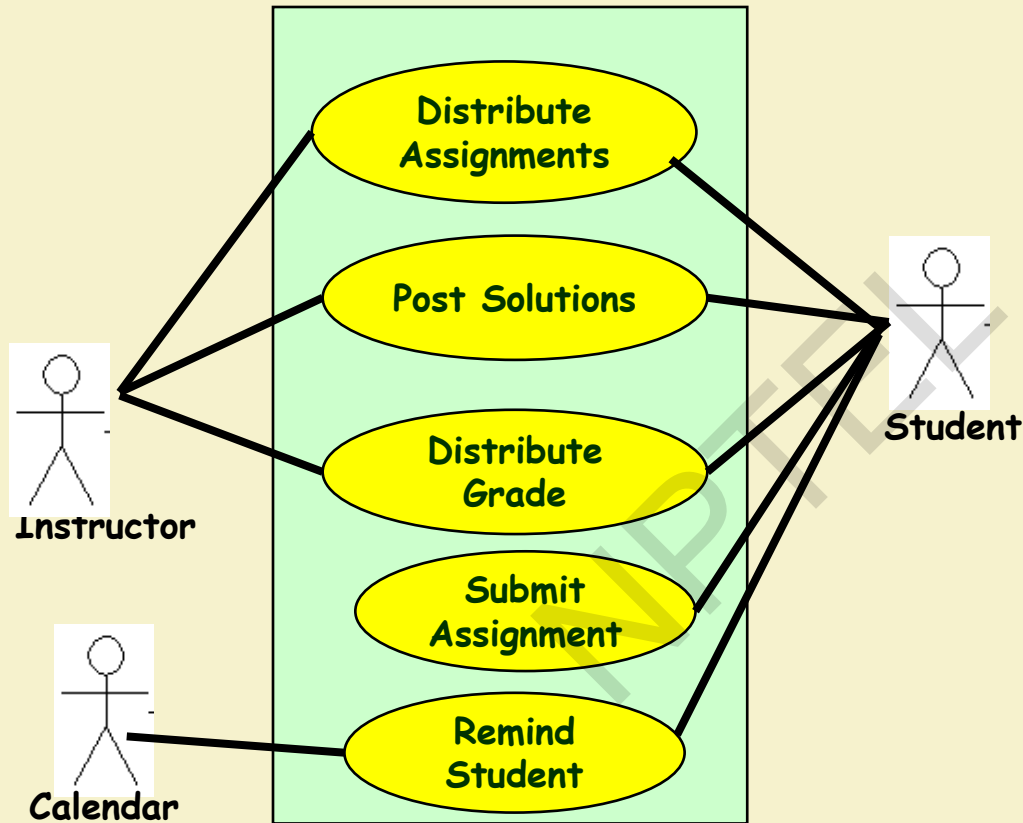 Distribute
Assignments
Post Solutions
Student
Distribute
Grade
Instructor
Submit
Assignment
Remind
Student
Calendar
NPTEL